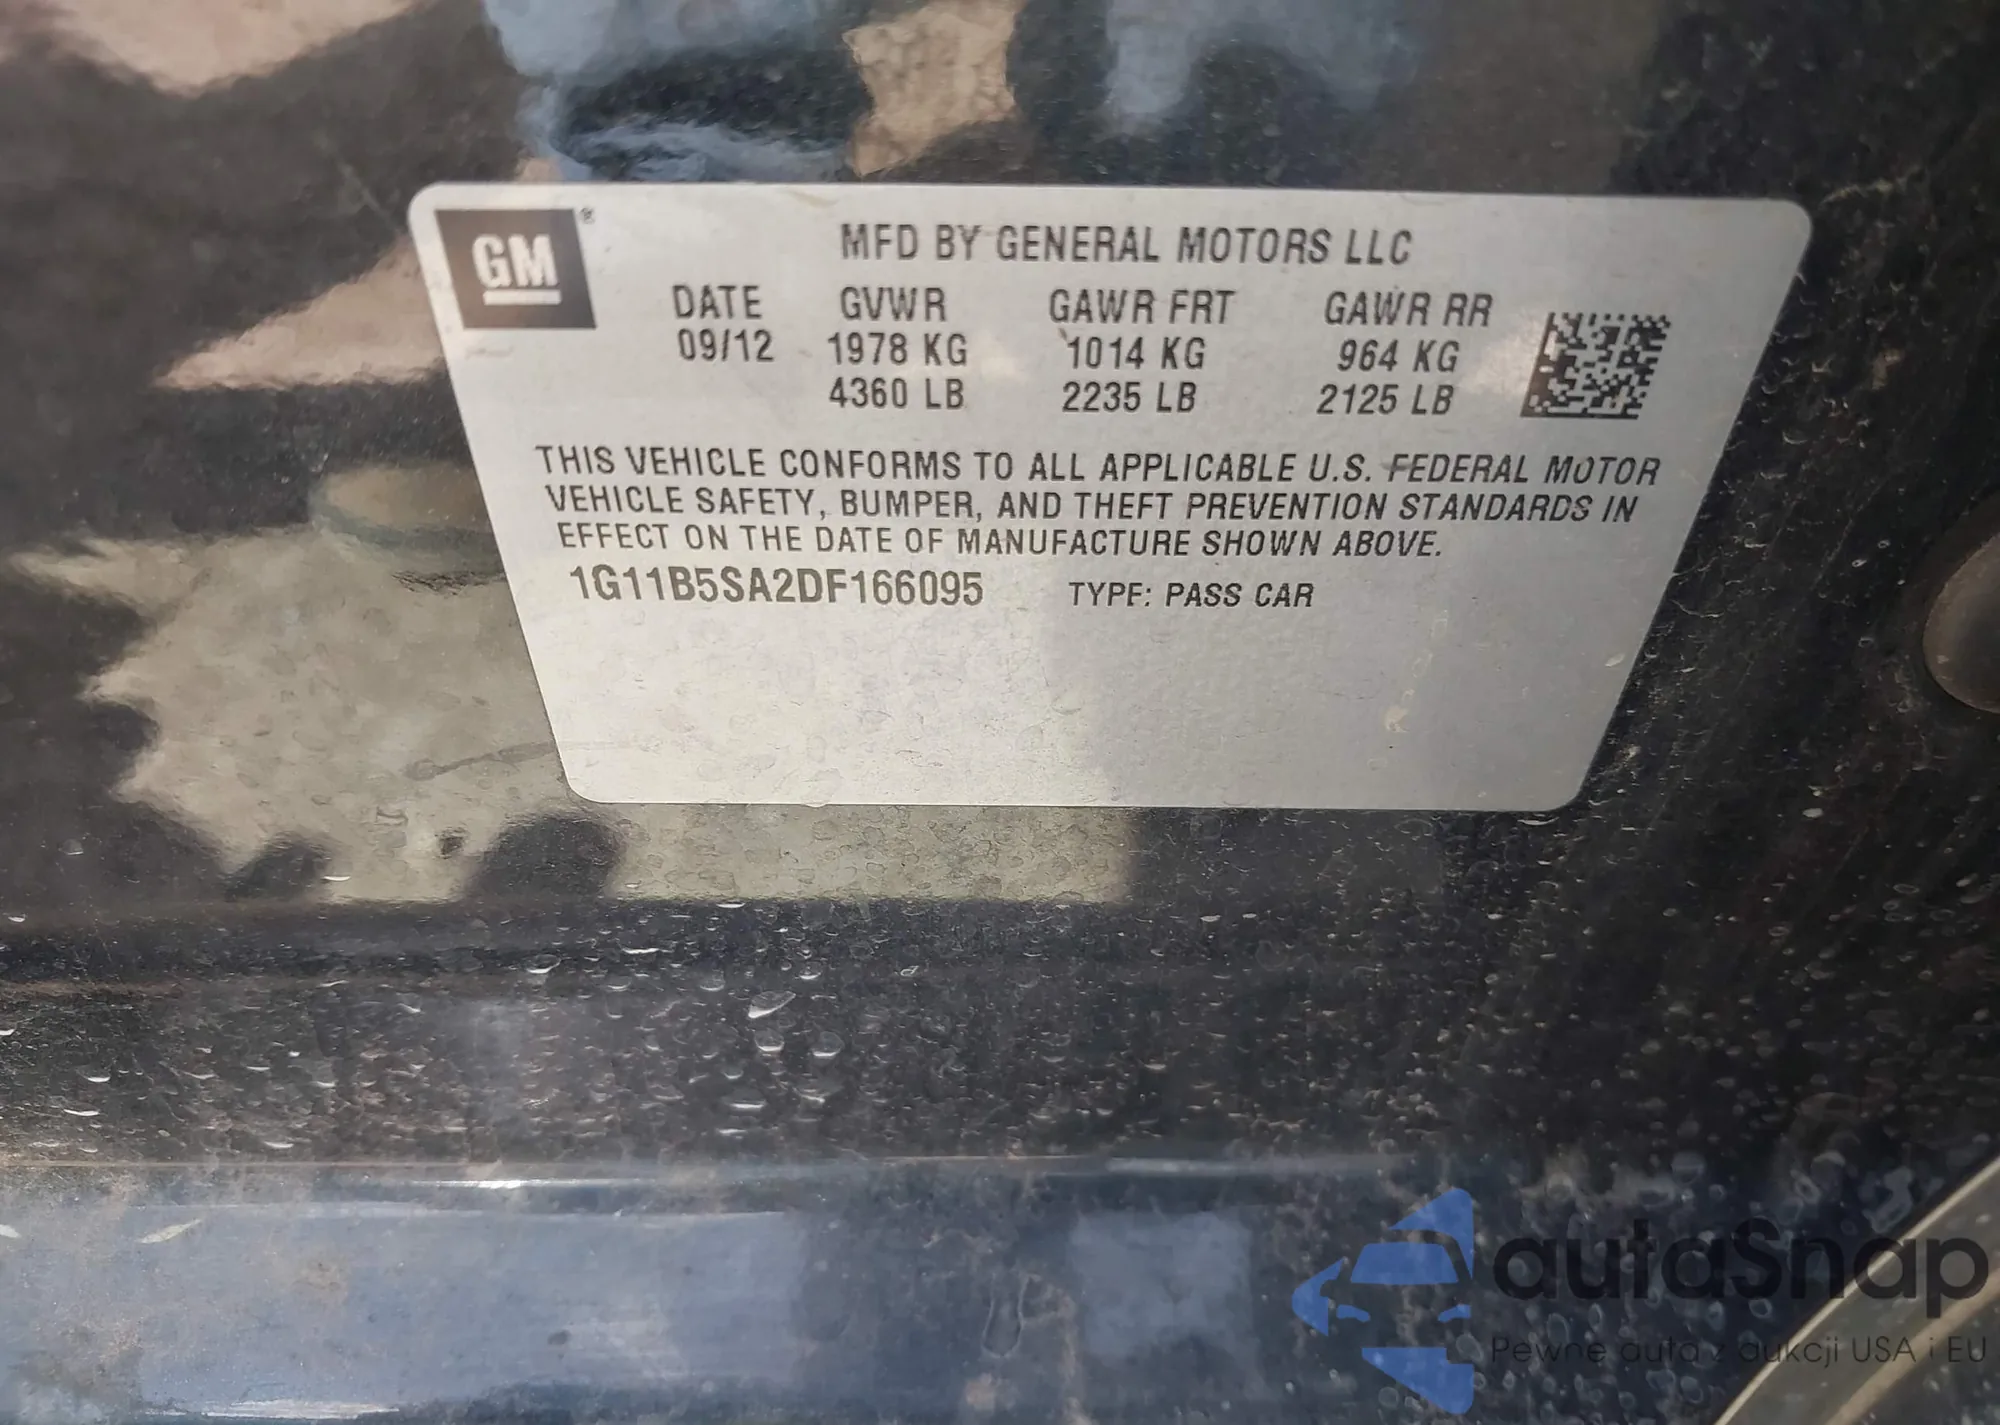 GM ®
MFD BY GENERAL MOTORS LLC
DATE GVWR GAWR FRT GAWR RR
09/12 1978 KG 1014 KG 964 KG
4360 LB 2235 LB 2125 LB
THIS VEHICLE CONFORMS TO ALL APPLICABLE U.S. FEDERAL MOTOR
VEHICLE SAFETY, BUMPER, AND THEFT PREVENTION STANDARDS IN
EFFECT ON THE DATE OF MANUFACTURE SHOWN ABOVE.
1G11B5SA2DF166095 TYPE: PASS CAR
autaSnap
Pewne auta z aukcji USA i EU